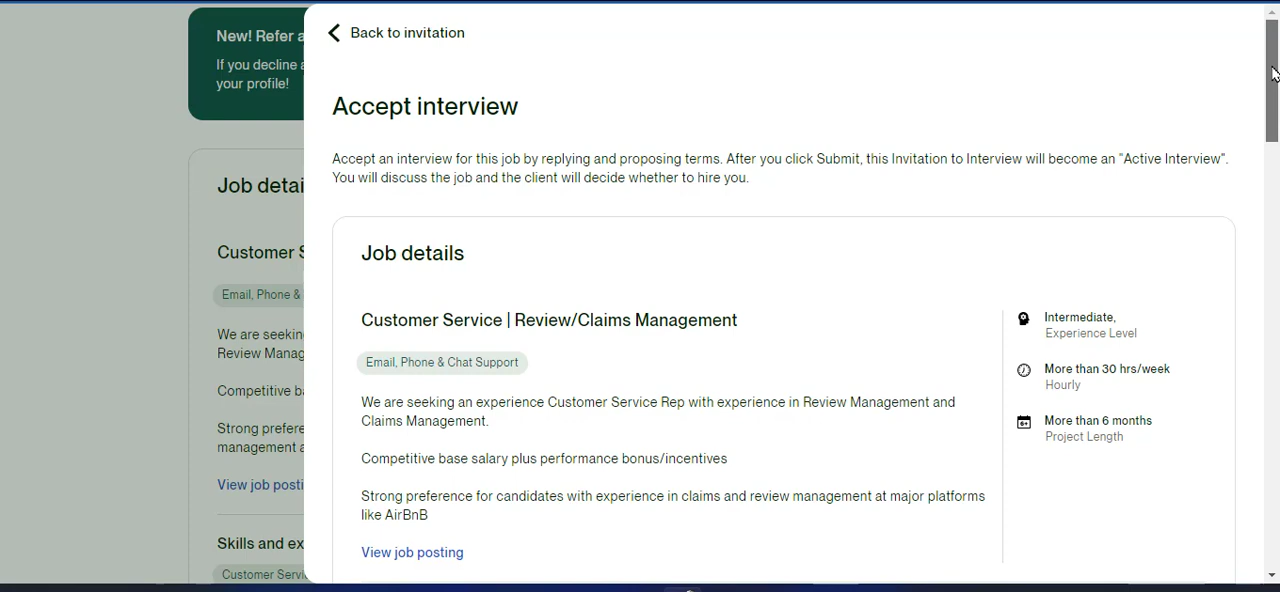 New! Refer a
If you decline a
your profile!
Job detai
Customer S
Email, Phone &
We are seekin
Review Manag
Competitive ba
Strong prefere
management a
View job posti
Skills and ex
Customer Servi
Back to invitation
Accept interview
Accept an interview for this job by replying and proposing terms. After you click Submit, this Invitation to Interview will become an "Active Interview".
You will discuss the job and the client will decide whether to hire you.
Job details
Customer Service | Review/Claims Management
Email, Phone & Chat Support
We are seeking an experience Customer Service Rep with experience in Review Management and
Claims Management.
Competitive base salary plus performance bonus/incentives
Strong preference for candidates with experience in claims and review management at major platforms
like AirBnB
View job posting
Intermediate,
Experience Level
More than 30 hrs/week
Hourly
More than 6 months
Project Length